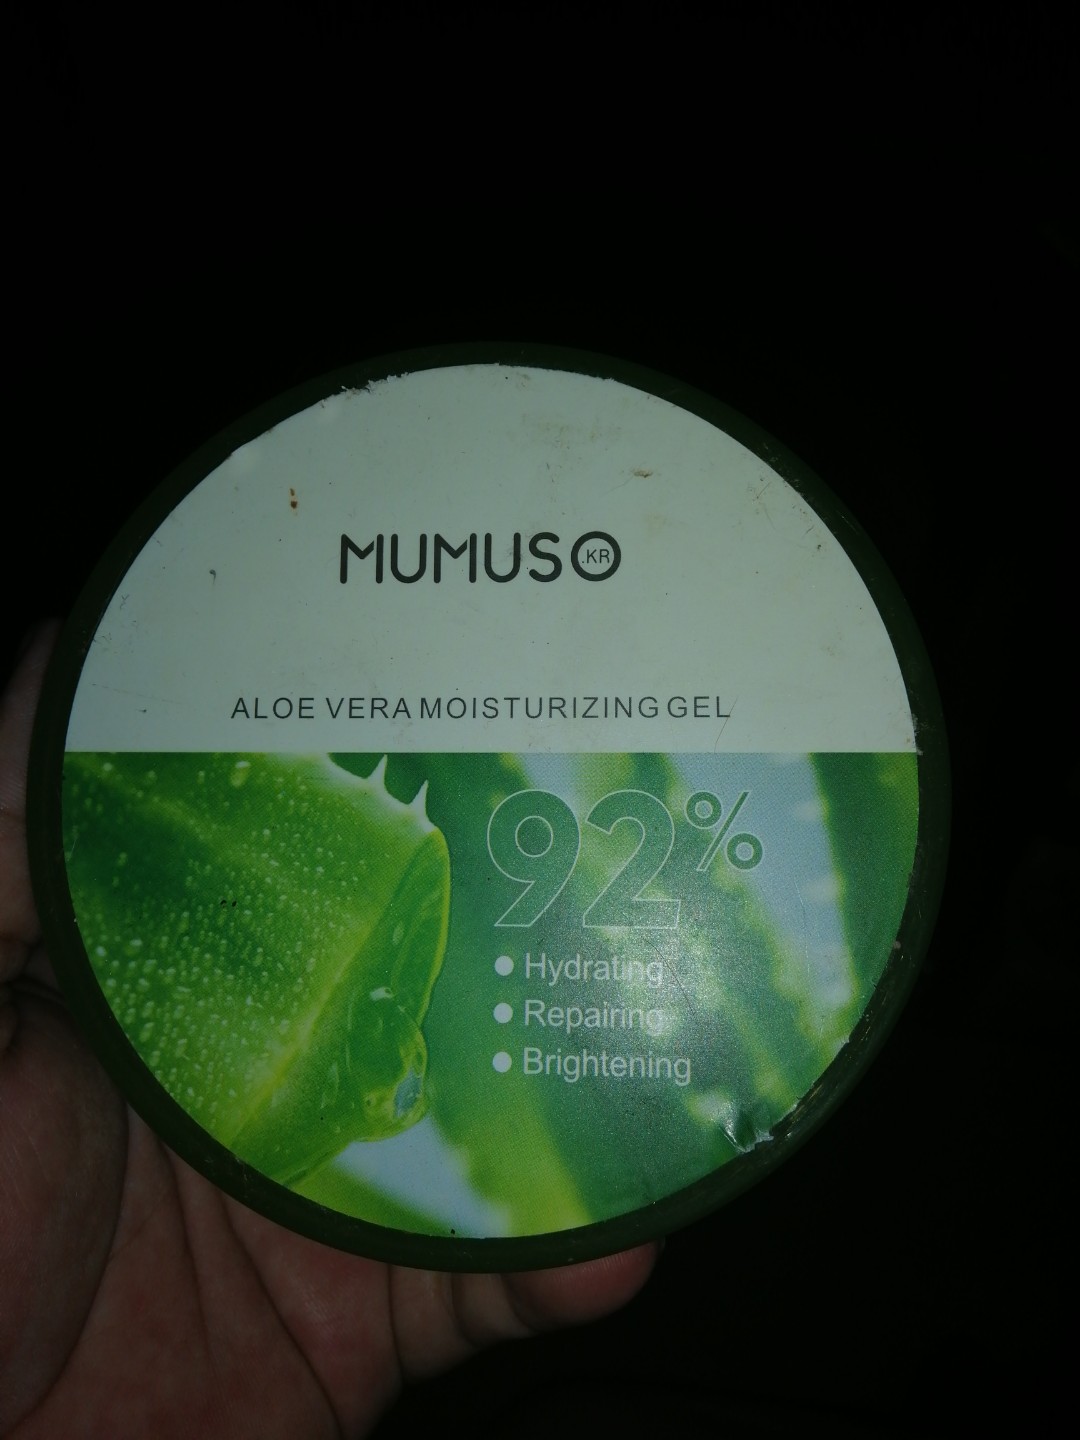 MUMUSO.KR
ALOE VERA MOISTURIZING GEL
92%
• Hydrating
• Repairing
• Brightening